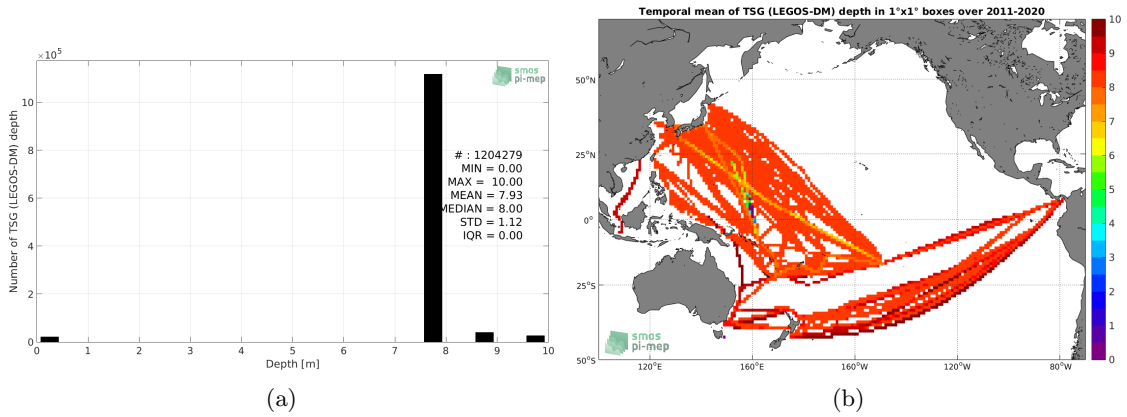 ×10⁵
smos
pi-mep
Number of TSG (LEGOS-DM) depth
10
8
6
4
2
0
# : 1204279
MIN = 0.00
MAX = 10.00
MEAN = 7.93
MEDIAN = 8.00
STD = 1.12
IQR = 0.00
0 1 2 3 4 5 6 7 8 9 10
Depth [m]
(a)
Temporal mean of TSG (LEGOS-DM) depth in 1°x1° boxes over 2011-2020
50°N
25°N
0°
25°S
50°S
smos
pi-mep
120°E 160°E 160°W 120°W 80°W
10
9
8
7
6
5
4
3
2
1
0
(b)